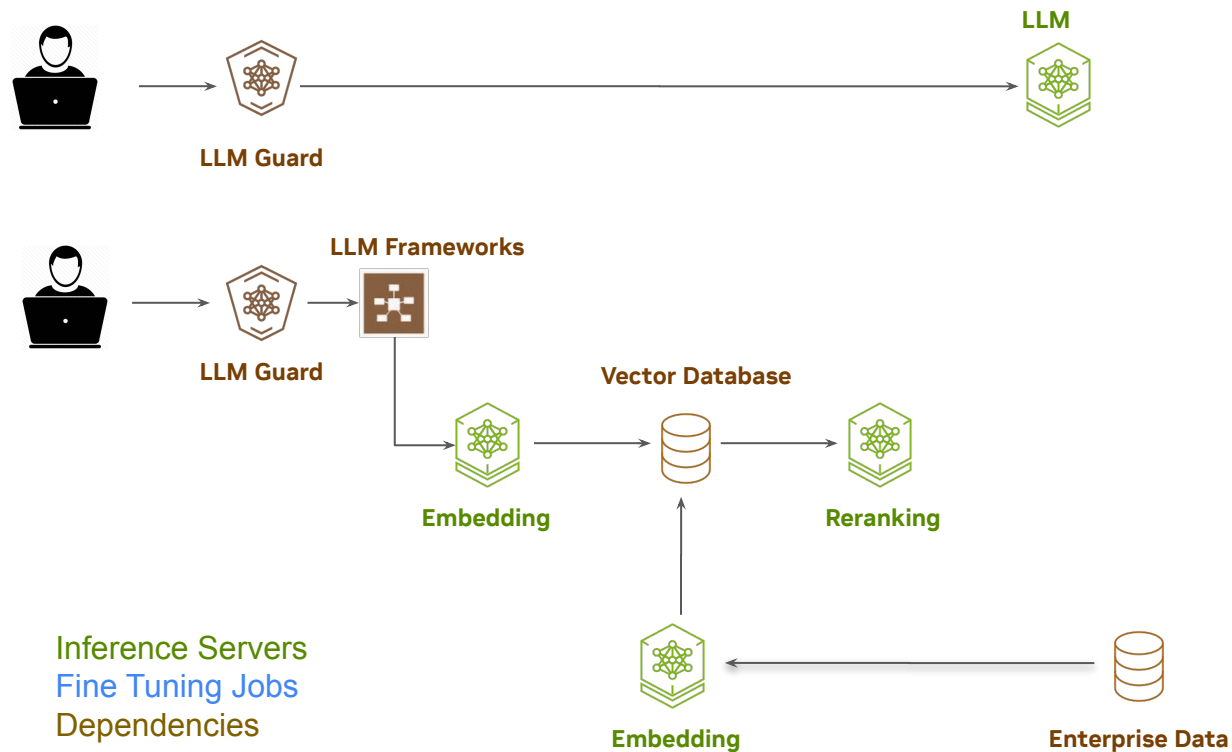 LLM
LLM Guard
LLM Frameworks
LLM Guard
Vector Database
Embedding
Reranking
Inference Servers
Fine Tuning Jobs
Dependencies
Embedding
Enterprise Data